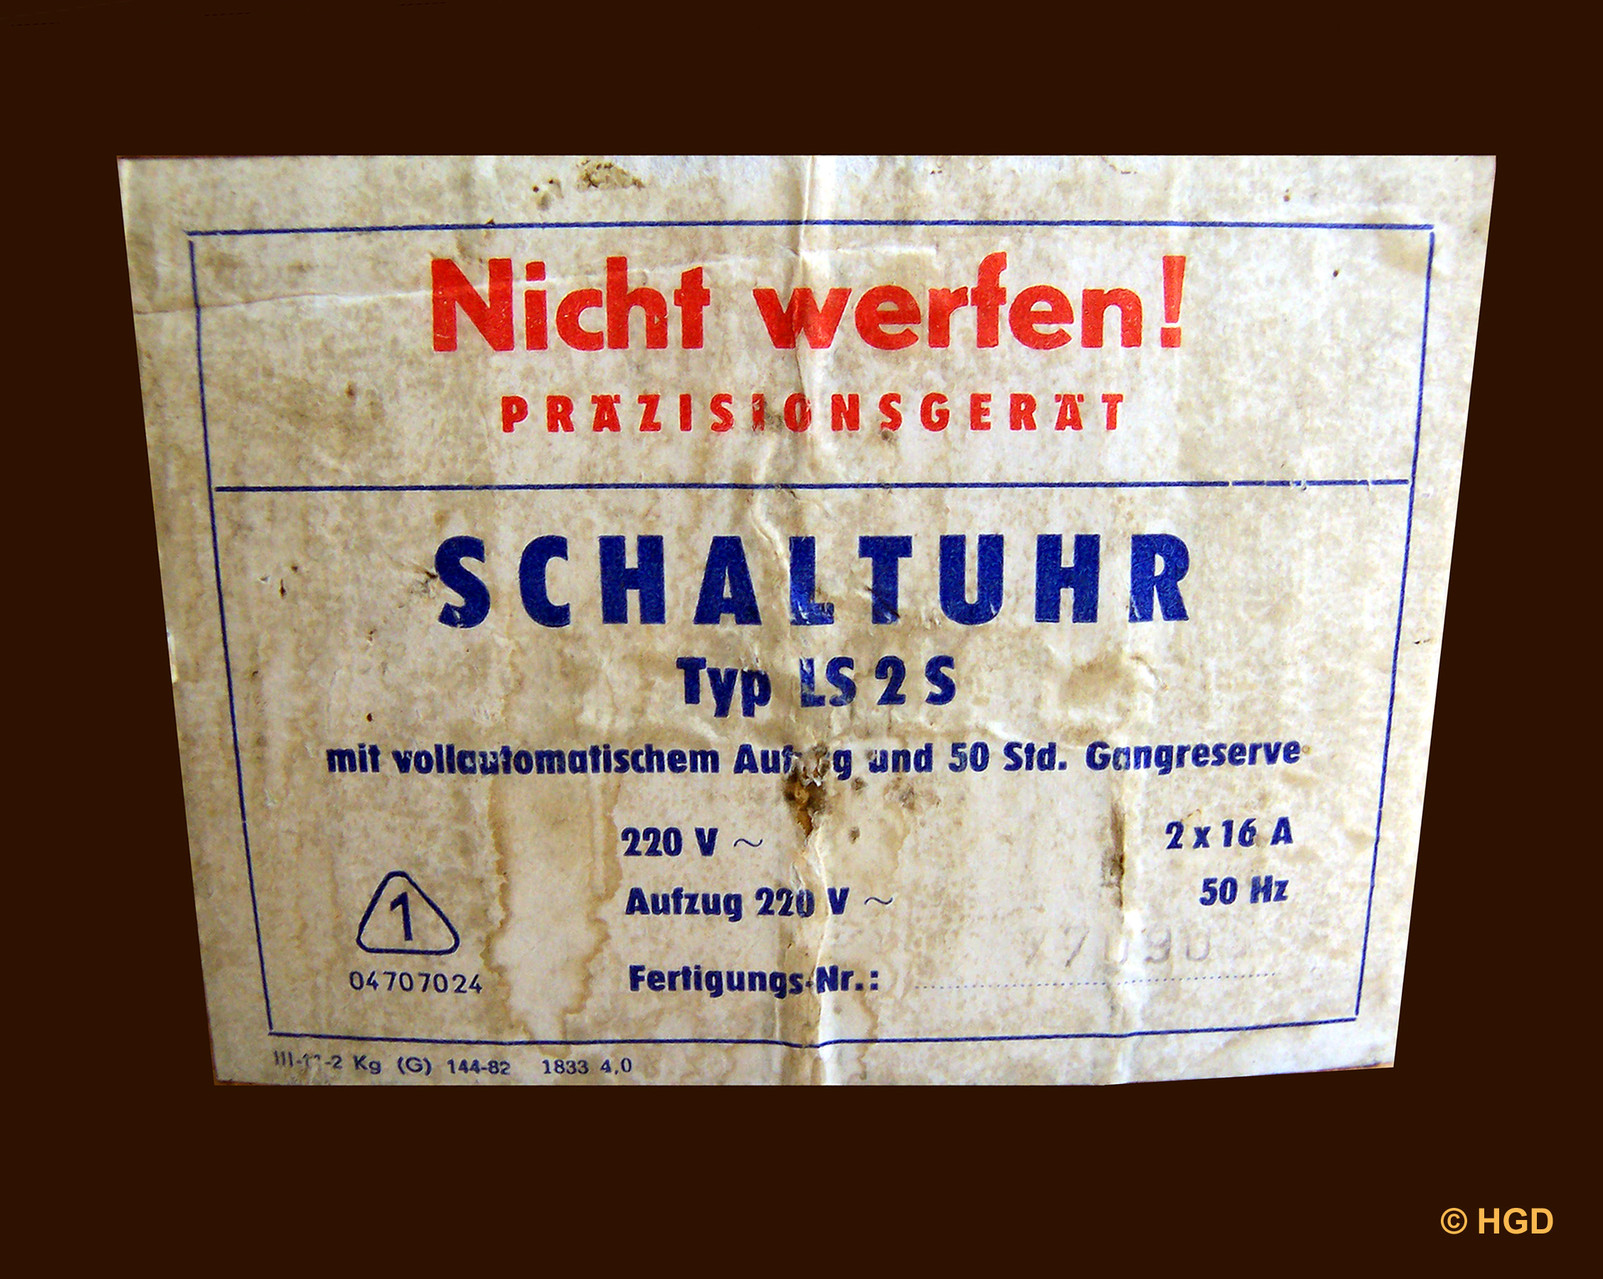 Nicht werfen!
PRÄZISIONSGERÄT
SCHALTUHR
Typ LS 2 S
mit vollautomatischem und 50 Std. Gangreserve
220 V ~ 2 x 16 A
Aufzug 220 V ~ 50 Hz
1
04707024
Fertigungs-Nr.:
Kg (G) 144-82 1833 4,0
© HGD